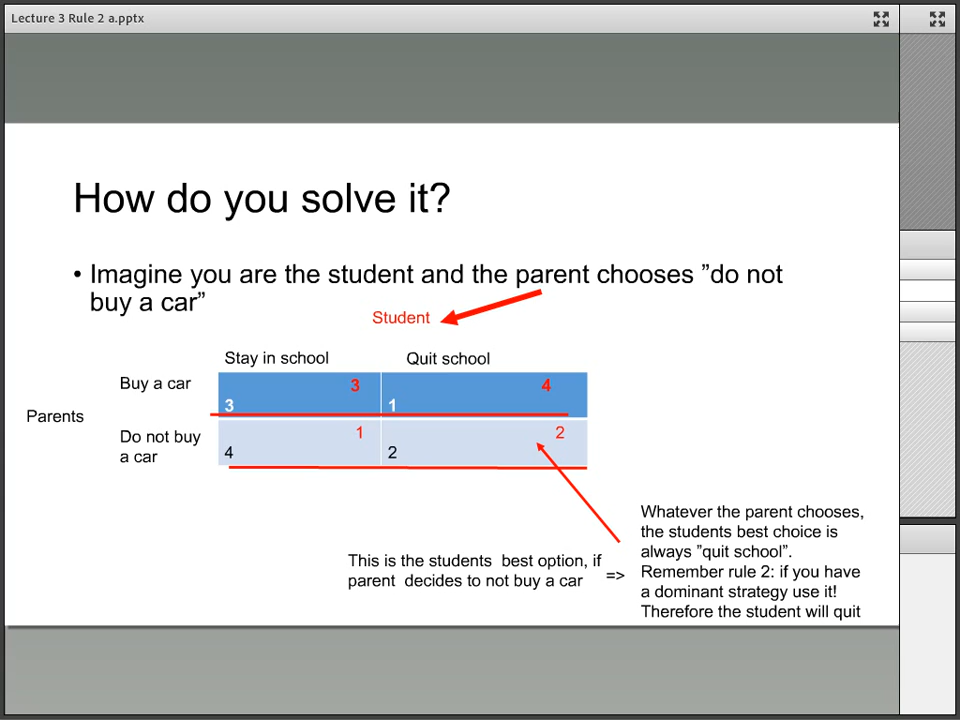 Lecture 3 Rule 2 a.pptx
How do you solve it?
• Imagine you are the student and the parent chooses ”do not
buy a car”
Student
Stay in school Quit school
Buy a car
3 4
3 1
Parents
Do not buy
a car
1 2
4 2
Whatever the parent chooses,
the students best choice is
always ”quit school”.
Remember rule 2: if you have
a dominant strategy use it!
Therefore the student will quit
This is the students best option, if
parent decides to not buy a car
=>